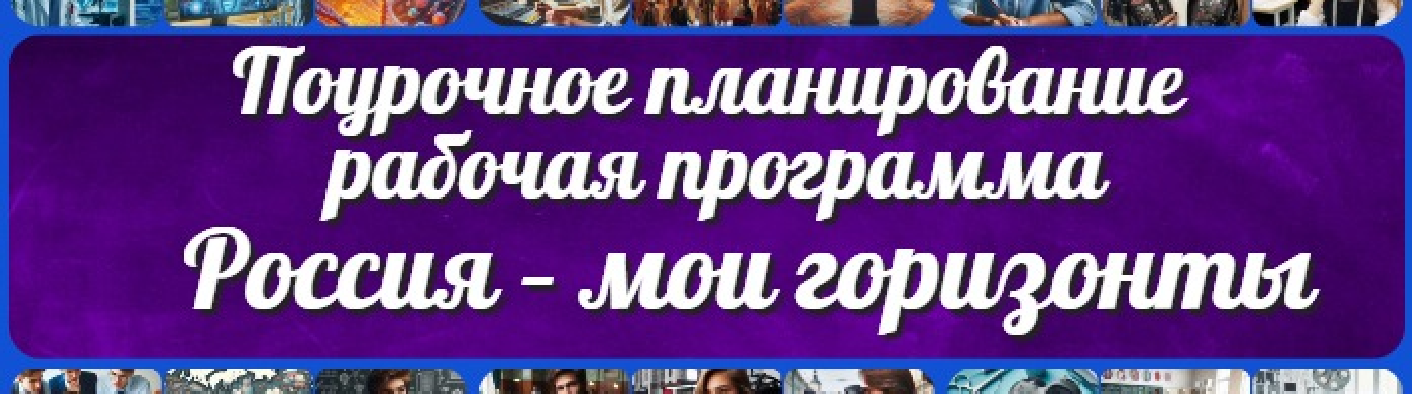 Поурочное планирование
рабочая программа
Россия – мои горизонты